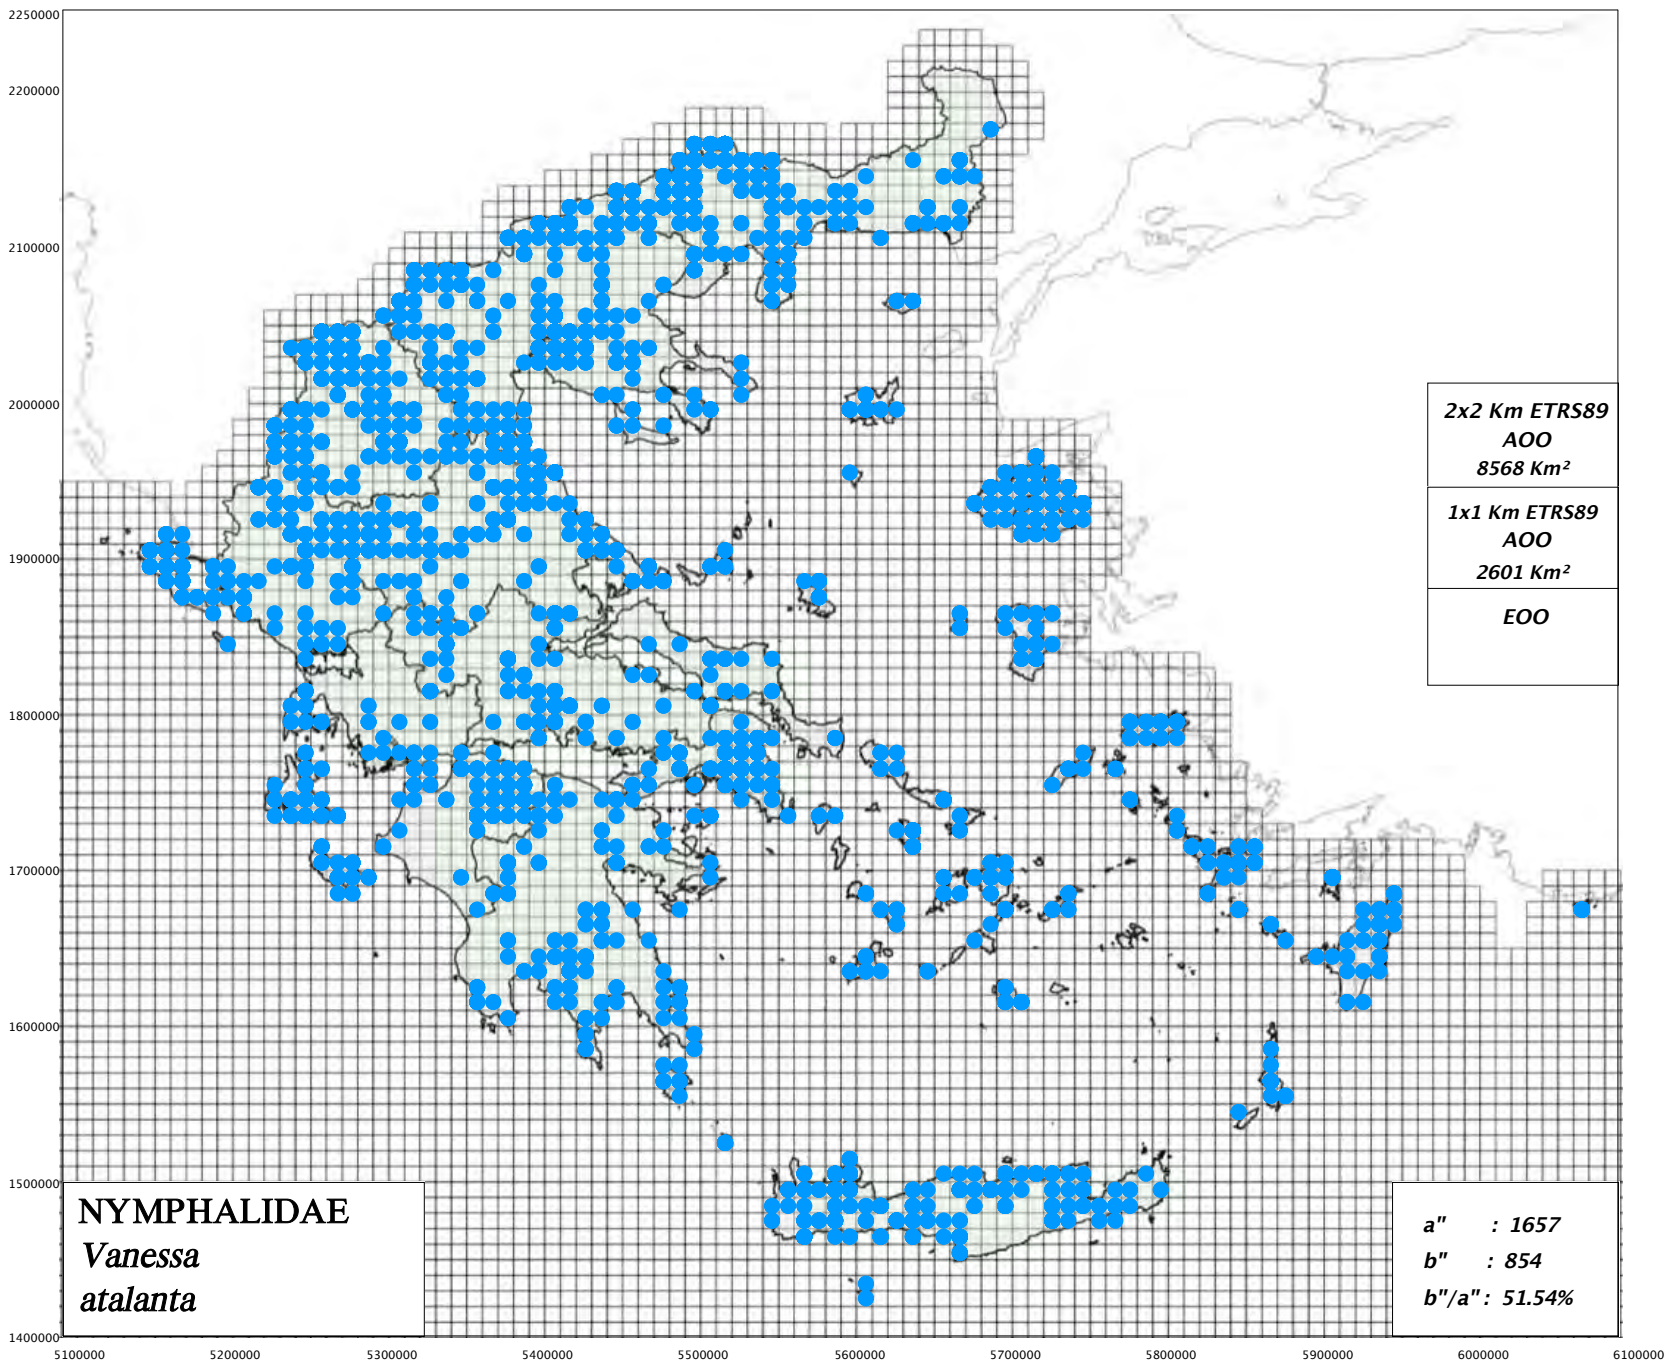 2250000
2200000
2100000
2000000
1900000
1800000
1700000
1600000
1500000
1400000
2x2 Km ETRS89
AOO
8568 Km²
1x1 Km ETRS89
AOO
2601 Km²
EOO
NYMPHALIDAE
Vanessa
atalanta
a" : 1657
b" : 854
b"/a" : 51.54%
5100000 5200000 5300000 5400000 5500000 5600000 5700000 5800000 5900000 6000000 6100000